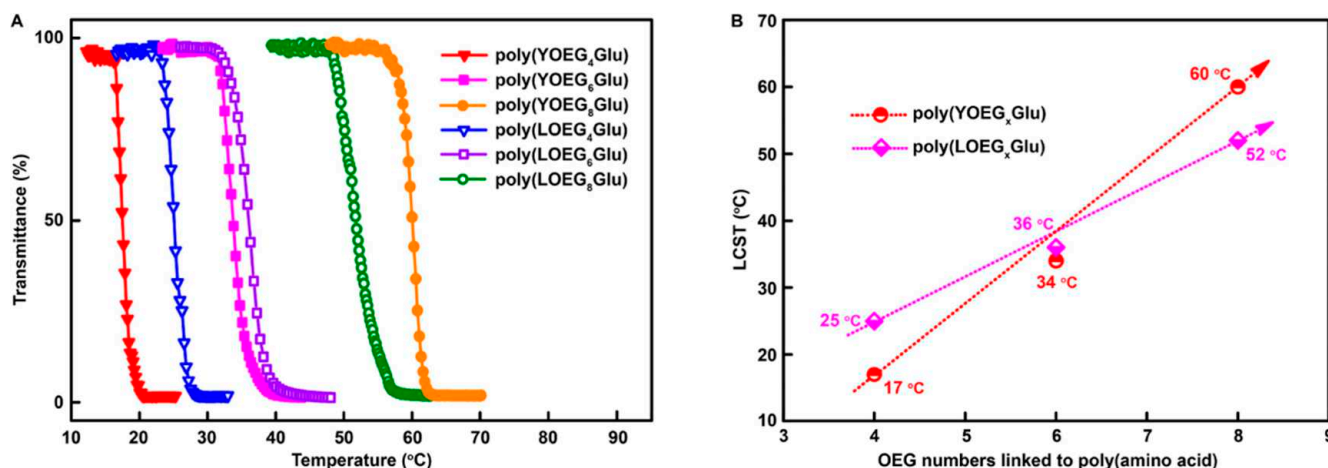 A
Transmittance (%)
100
50
0
poly(YOEG₄Glu)
poly(YOEG₆Glu)
poly(YOEG₈Glu)
poly(LOEG₄Glu)
poly(LOEG₆Glu)
poly(LOEG₈Glu)
10 20 30 40 50 60 70 80 90
Temperature (°C)
B
LCST (°C)
70
60
50
40
30
20
10
poly(YOEGₓGlu)
poly(LOEGₓGlu)
60 °C
52 °C
36 °C
34 °C
25 °C
17 °C
3 4 5 6 7 8 9
OEG numbers linked to poly(amino acid)